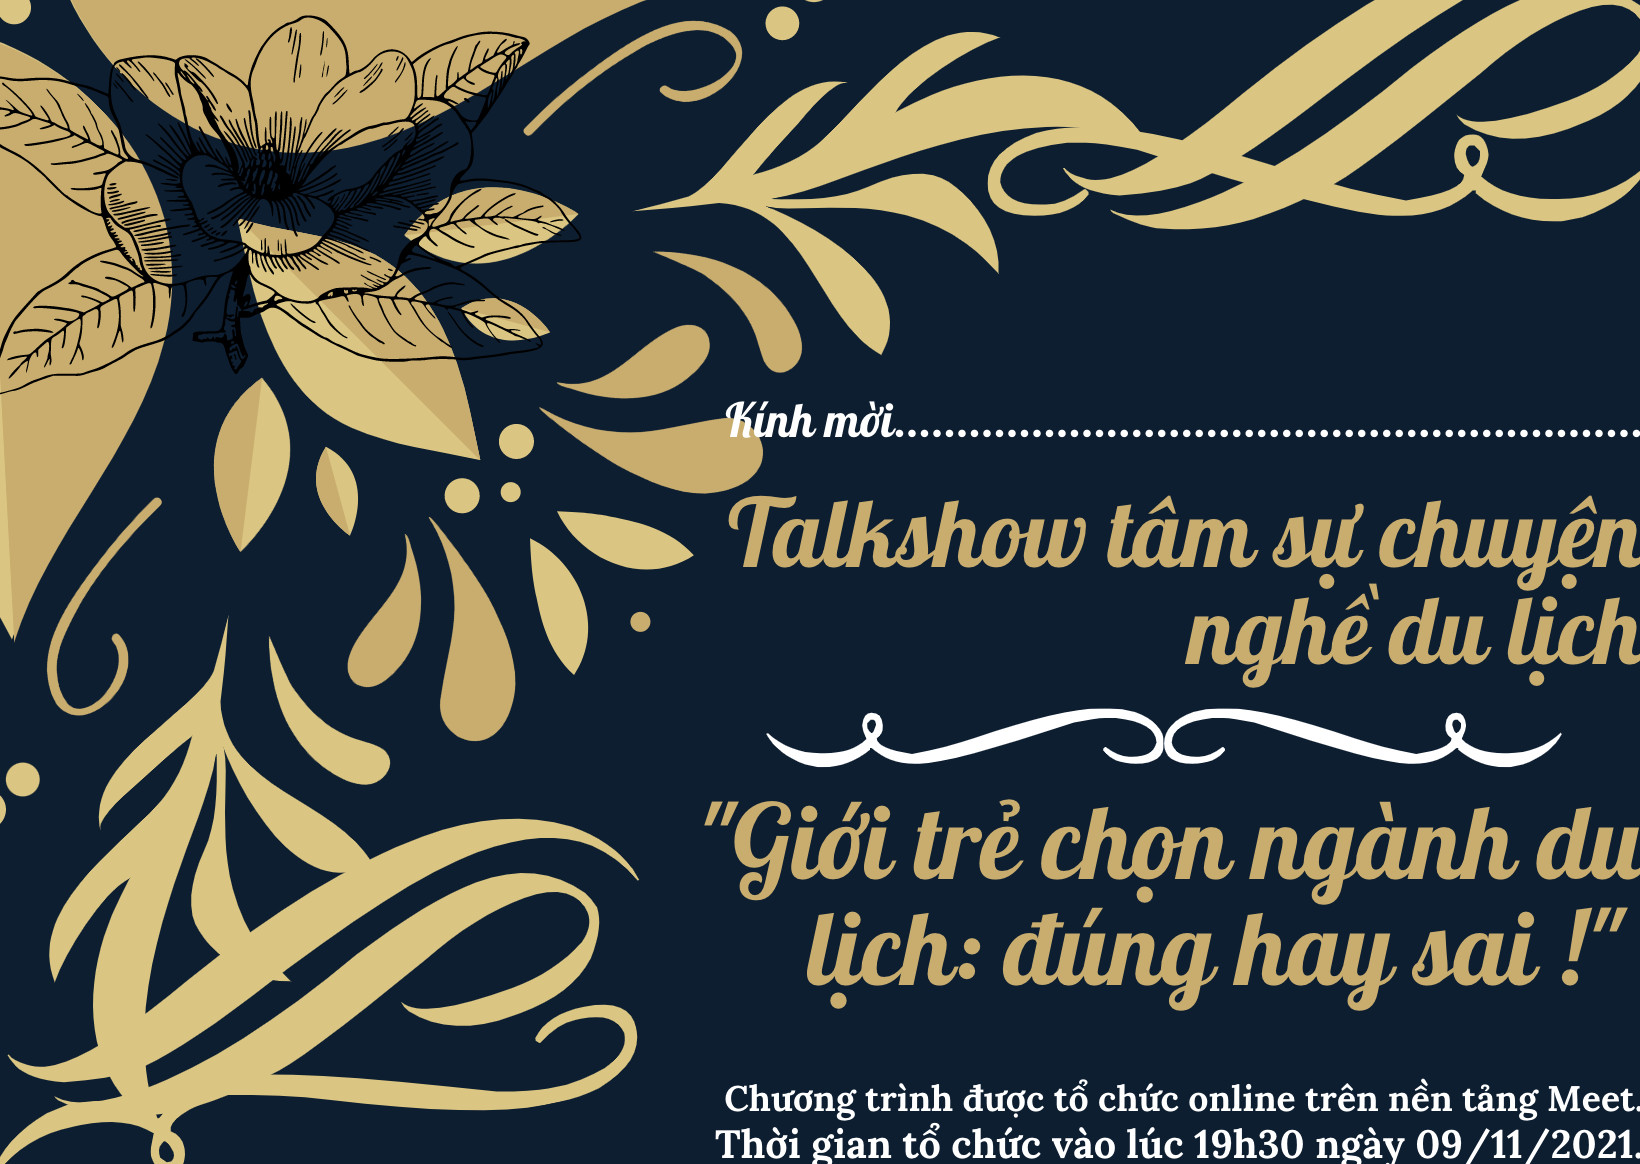 Kính mời............................................................
Talkshow tâm sự chuyện
nghề du lịch
"Giới trẻ chọn ngành du
lịch: đúng hay sai !"
Chương trình được tổ chức online trên nền tảng Meet.
Thời gian tổ chức vào lúc 19h30 ngày 09/11/2021.